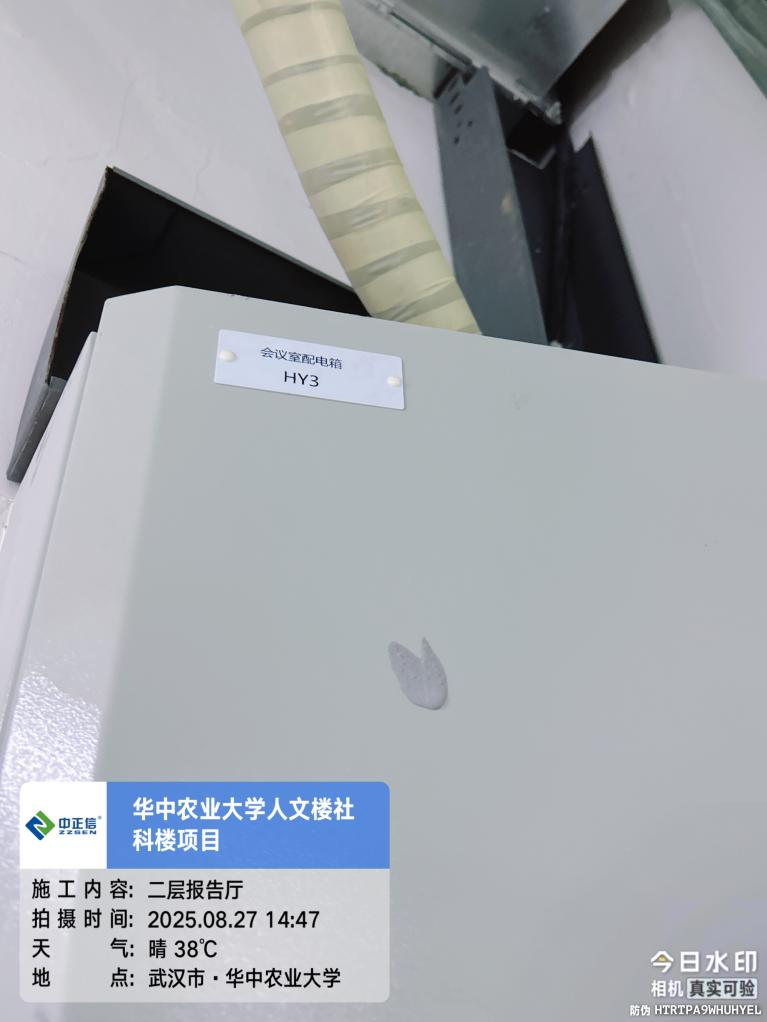 会议室配电箱
HY3
中正信®
ZZSEN
华中农业大学人文楼社
科楼项目
施工内容: 二层报告厅
拍摄时间: 2025.08.27 14:47
天气: 晴 38℃
地点: 武汉市·华中农业大学
今日水印
相机 真实可验
防伪 HTRTPA9WHUHYEL